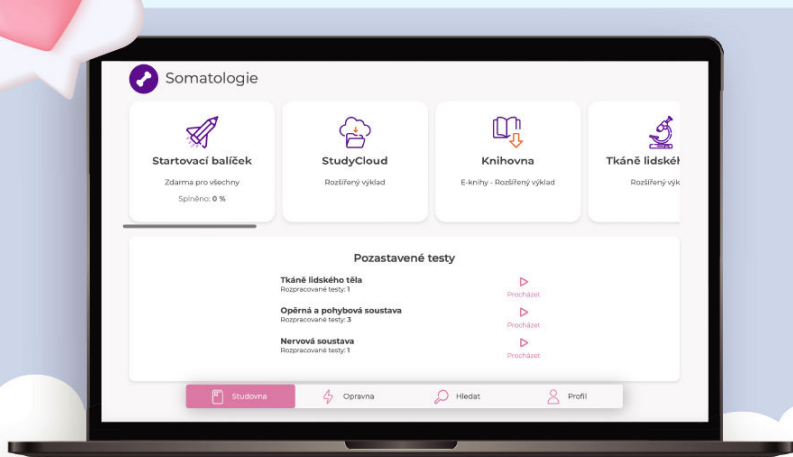 Somatologie
Startovací balíček
Zdarma pro všechny
Splněno: 0 %
StudyCloud
Rozšířený výklad
Knihovna
E-knihy - Rozšířený výklad
Tkáně lidskéh
Rozšířený výk
Pozastavené testy
Tkáně lidského těla
Rozpracované testy: 1
Procházet
Opěrná a pohybová soustava
Rozpracované testy: 3
Procházet
Nervová soustava
Rozpracované testy: 1
Procházet
Studovna
Opravna
Hledat
Profil